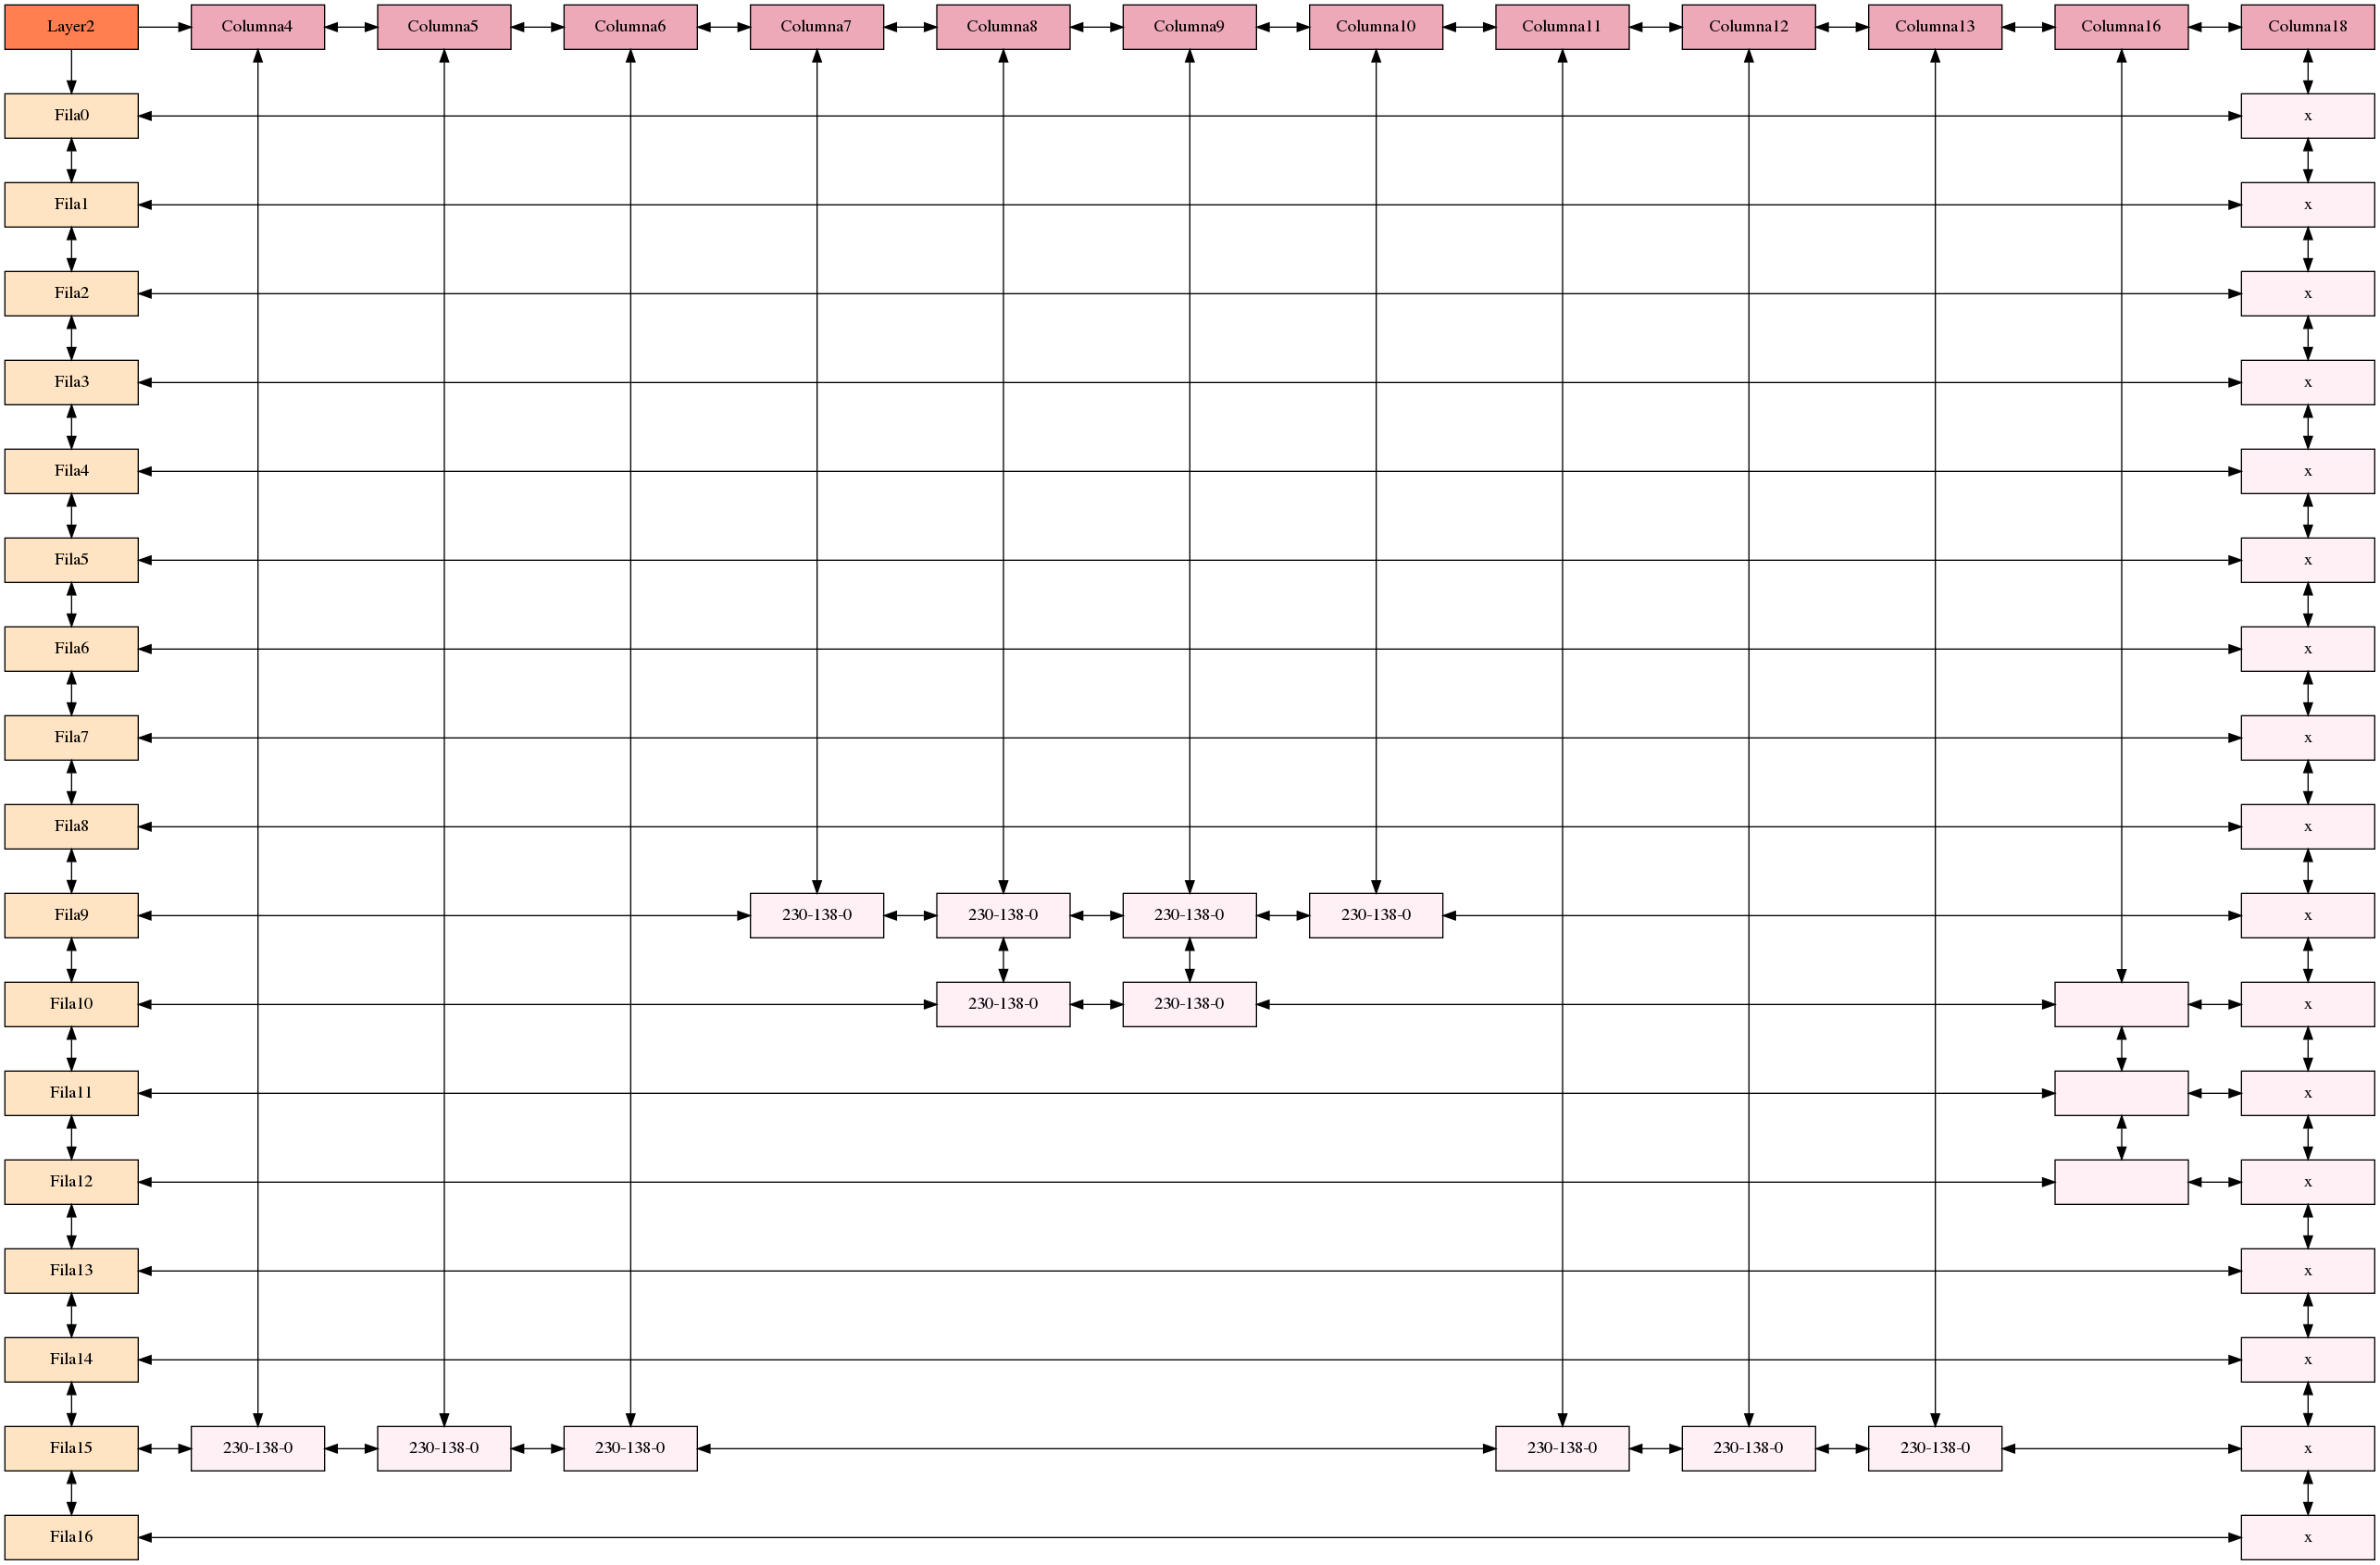 Layer2 Columna4 Columna5 Columna6 Columna7 Columna8 Columna9 Columna10 Columna11 Columna12 Columna13 Columna16 Columna18
Fila0 x
Fila1 x
Fila2 x
Fila3 x
Fila4 x
Fila5 x
Fila6 x
Fila7 x
Fila8 x
Fila9 230-138-0 230-138-0 230-138-0 230-138-0 x
Fila10 230-138-0 230-138-0 x
Fila11 x
Fila12 x
Fila13 x
Fila14 x
Fila15 230-138-0 230-138-0 230-138-0 230-138-0 230-138-0 230-138-0 x
Fila16 x